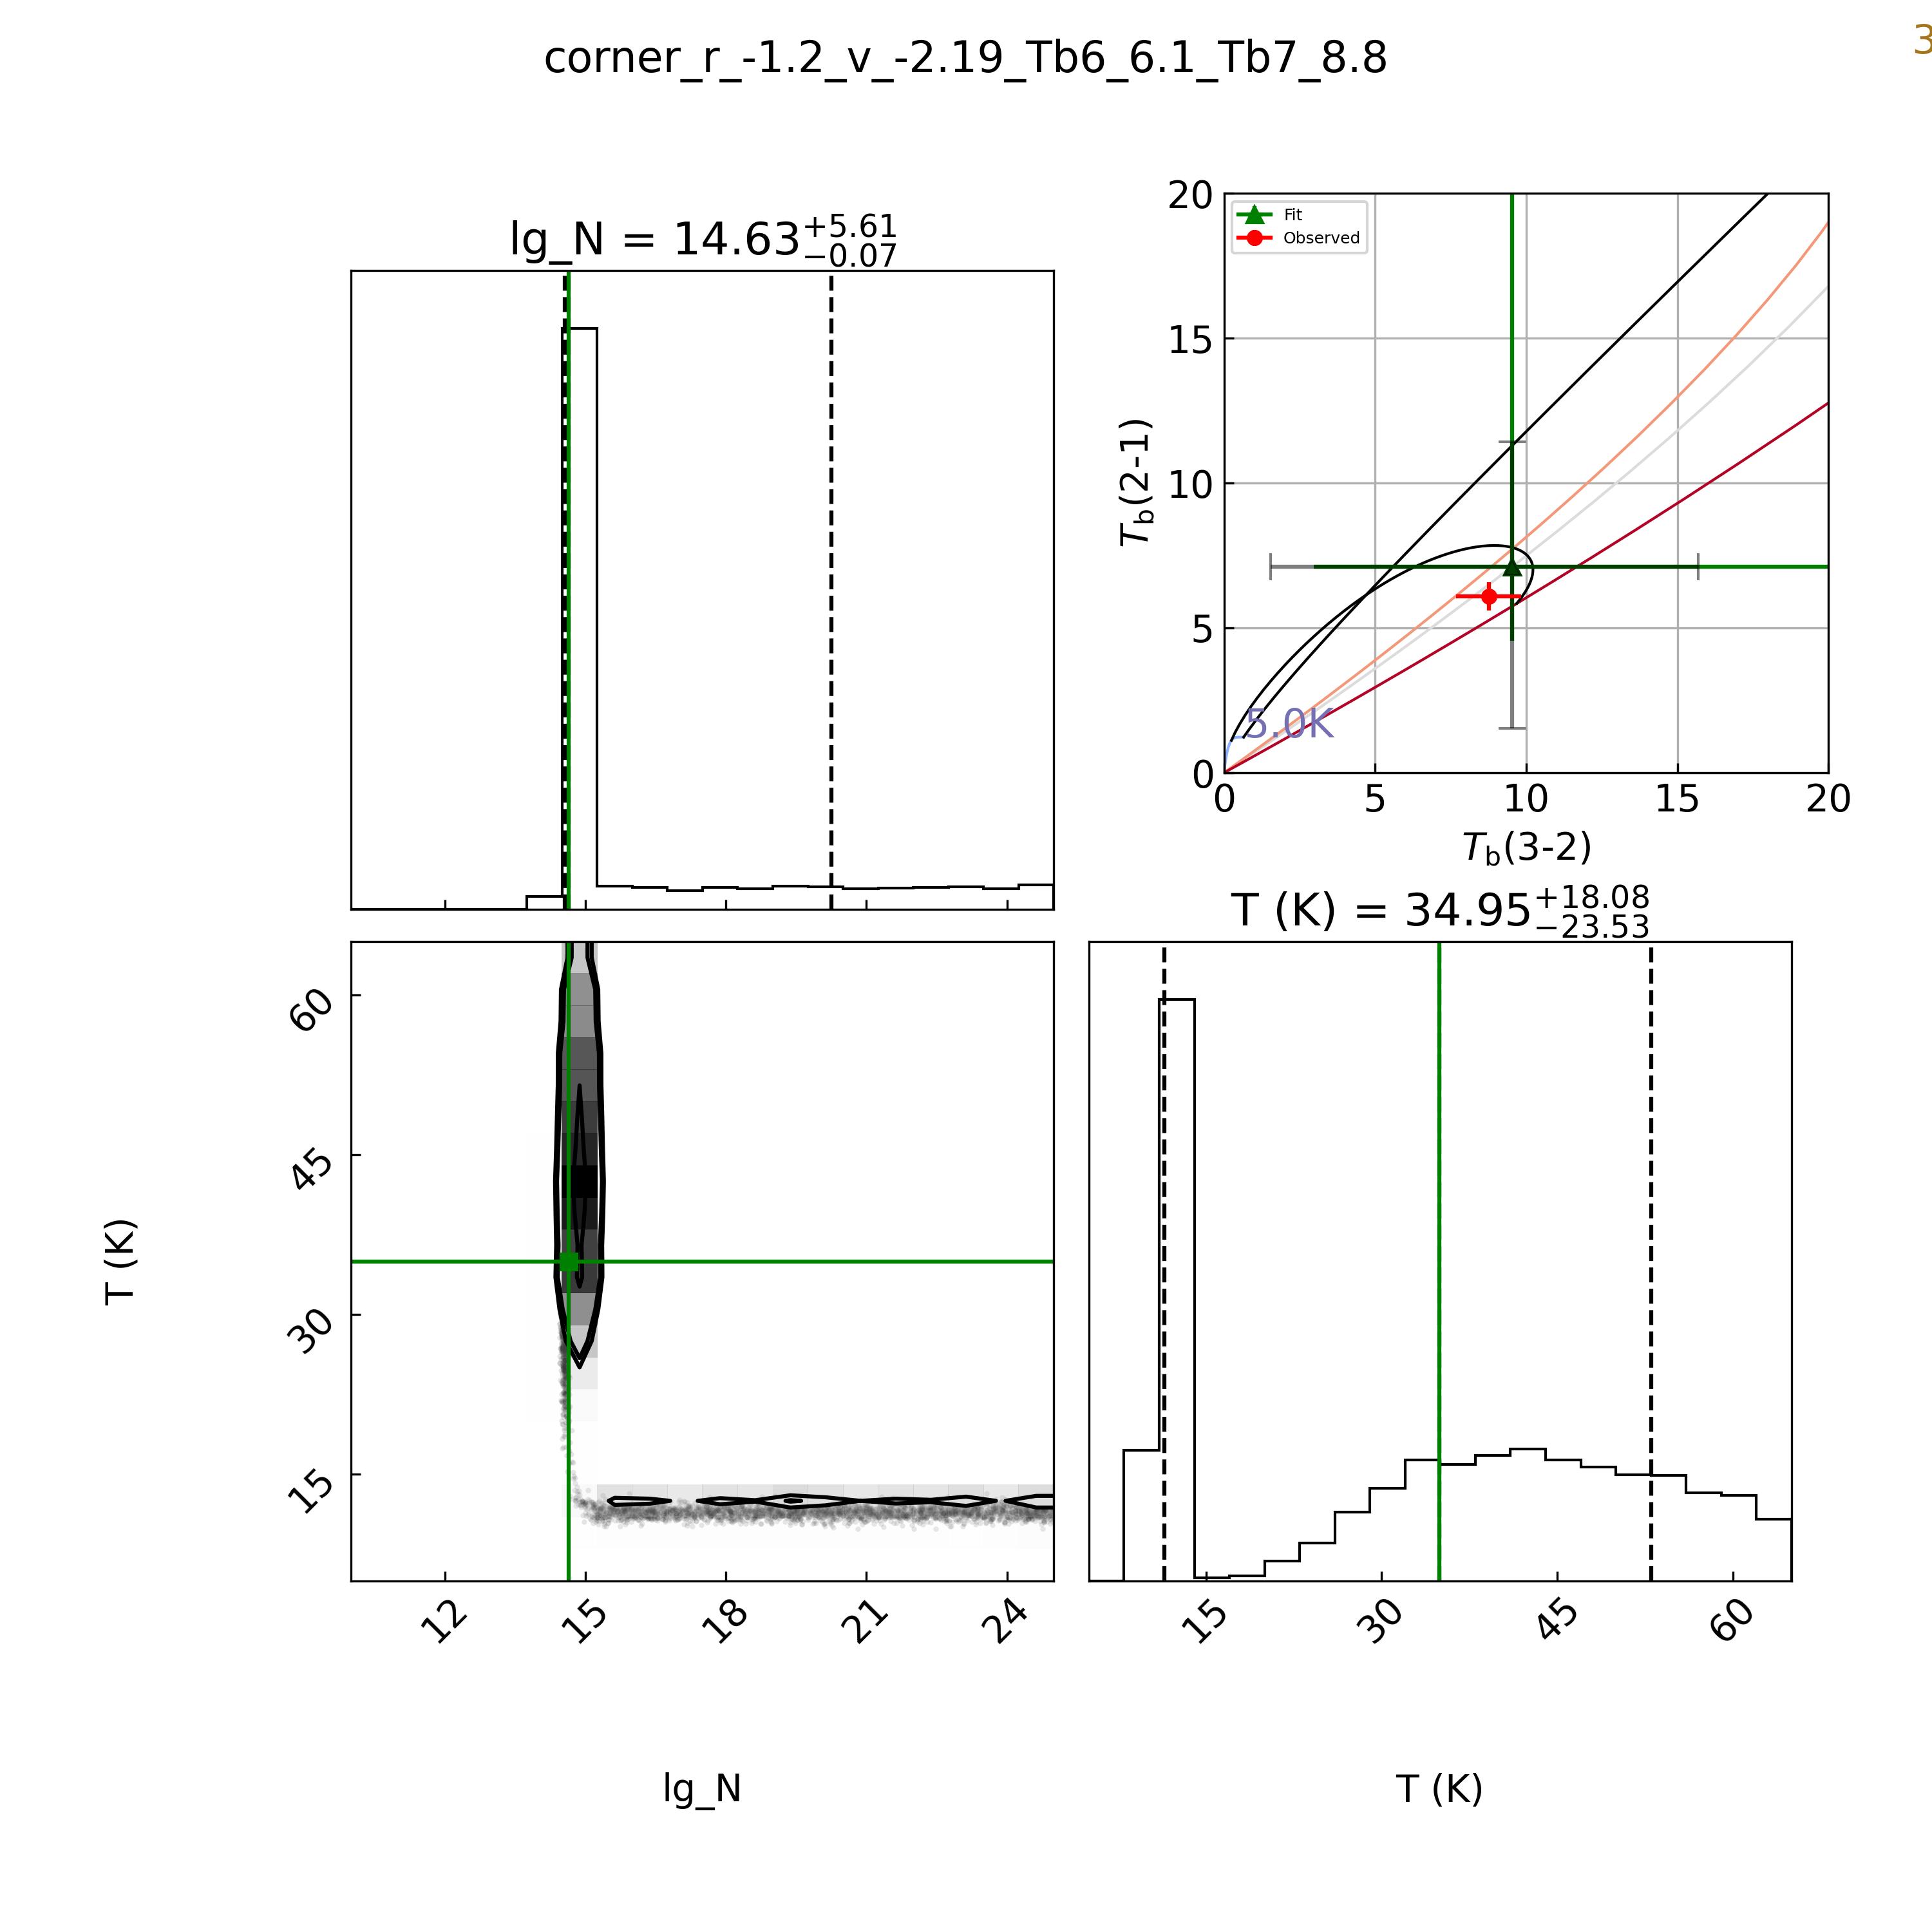 corner_r_-1.2_v_-2.19_Tb6_6.1_Tb7_8.8
3
lg_N = 14.63+5.61−0.07
20
15
10
5
0
Tb(2-1)
Fit
Observed
5.0K
0 5 10 15 20
Tb(3-2)
T (K) = 34.95+18.08−23.53
60
45
30
15
T (K)
12 15 18 21 24
lg_N
15 30 45 60
T (K)